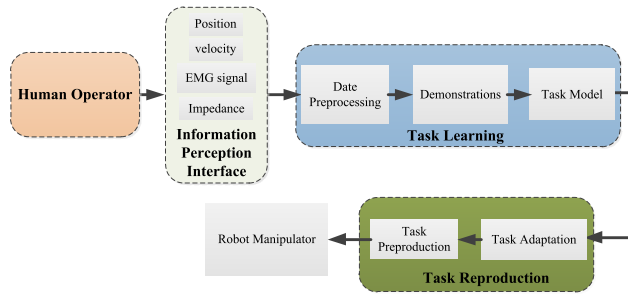 Human Operator
Position
velocity
EMG signal
Impedance
Information
Perception
Interface
Date
Preprocessing
Demonstrations
Task Model
Task Learning
Robot Manipulator
Task
Preproduction
Task Adaptation
Task Reproduction